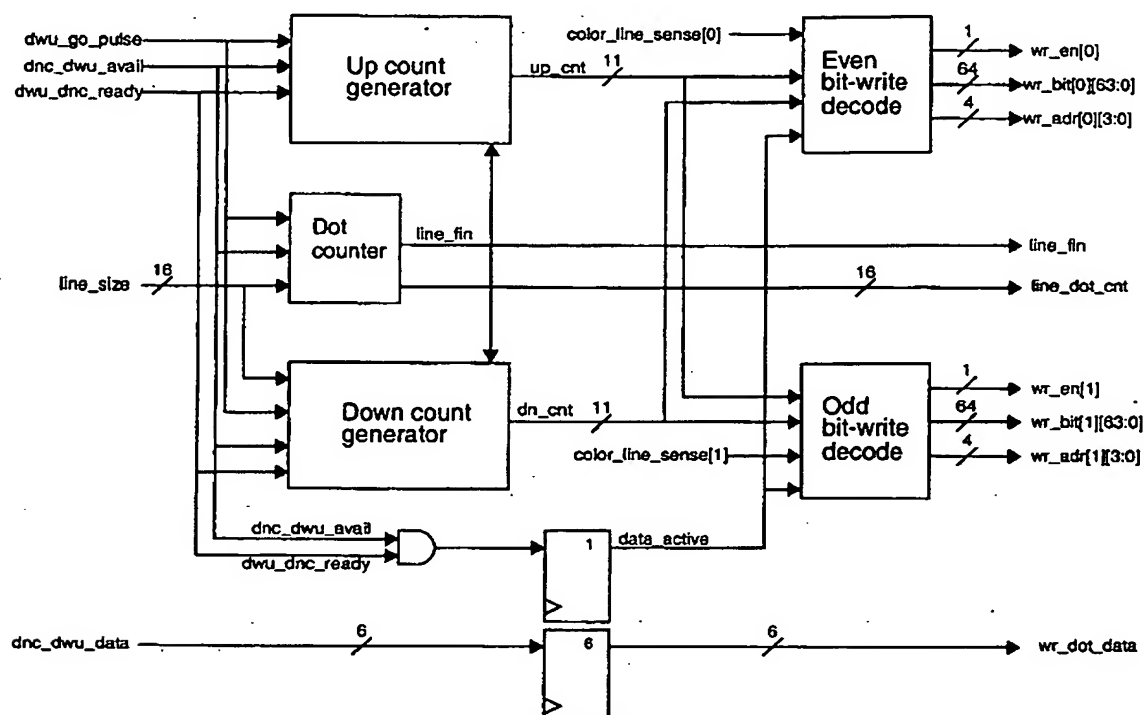 dwu_go_pulse
dnc_dwu_avail
dwu_dnc_ready
Up count
generator
up_cnt
11
color_line_sense[0]
Even
bit-write
decode
1
wr_en[0]
64
wr_bit[0][63:0]
4
wr_adr[0][3:0]
Dot
counter
line_fin
line_fin
line_size
16
16
line_dot_cnt
Down count
generator
dn_cnt
11
color_line_sense[1]
Odd
bit-write
decode
1
wr_en[1]
64
wr_bit[1][63:0]
4
wr_adr[1][3:0]
dnc_dwu_avail
dwu_dnc_ready
1
data_active
dnc_dwu_data
6
6
6
wr_dot_data